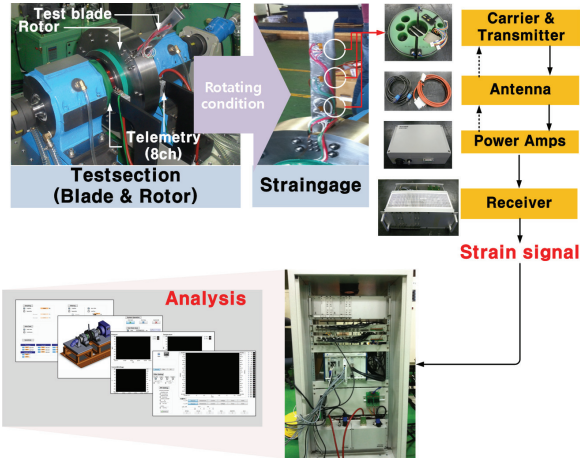 Test blade
Rotor
Telemetry
(8ch)
Testsection
(Blade & Rotor)
Rotating
condition
Straingage
Carrier &
Transmitter
Antenna
Power Amps
Receiver
Strain signal
Analysis